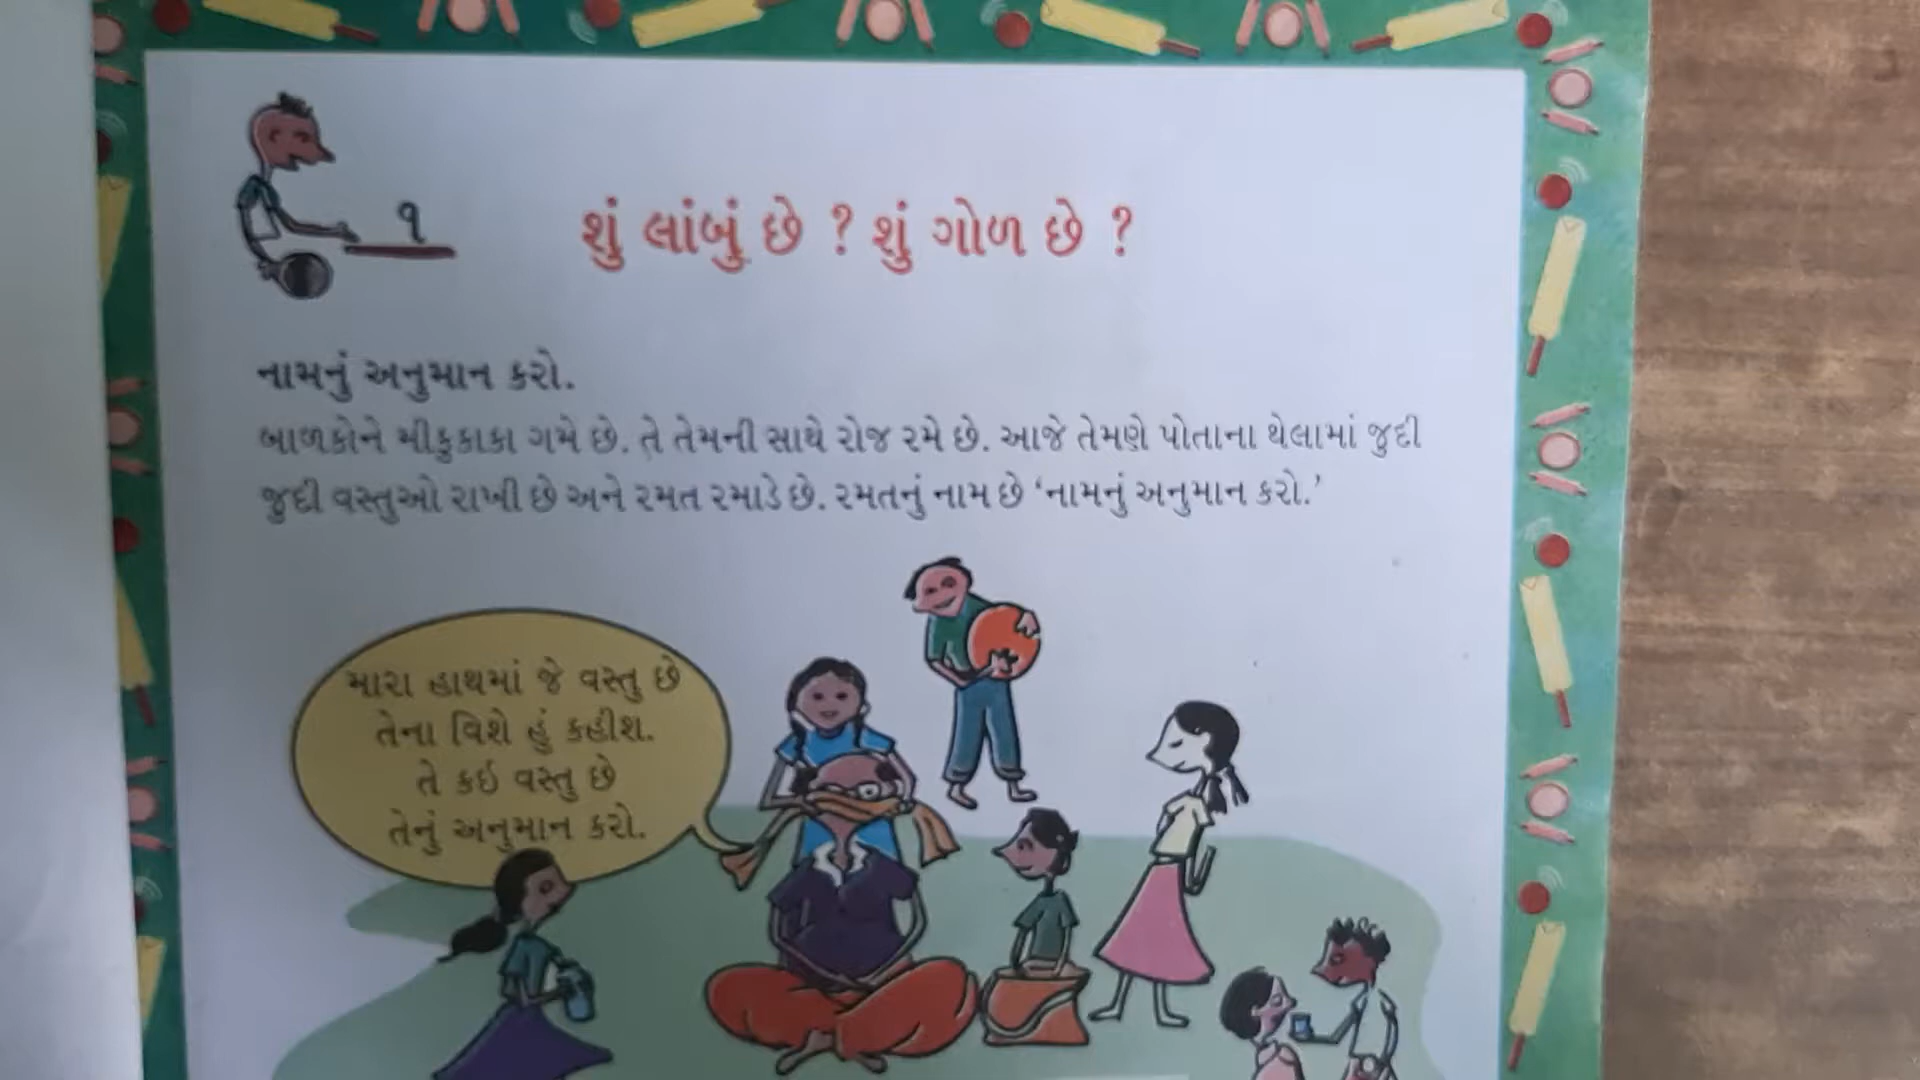 ૧
શું લાંબું છે ? શું ગોળ છે ?
નામનું અનુમાન કરો.
બાળકોને મીકુકાકા ગમે છે. તે તેમની સાથે રોજ રમે છે. આજે તેમણે પોતાના થેલામાં જુદી
જુદી વસ્તુઓ રાખી છે અને રમત રમાડે છે. રમતનું નામ છે ‘નામનું અનુમાન કરો.’
મારા હાથમાં જે વસ્તુ છે
તેના વિશે હું કહીશ.
તે કઇ વસ્તુ છે
તેનું અનુમાન કરો.